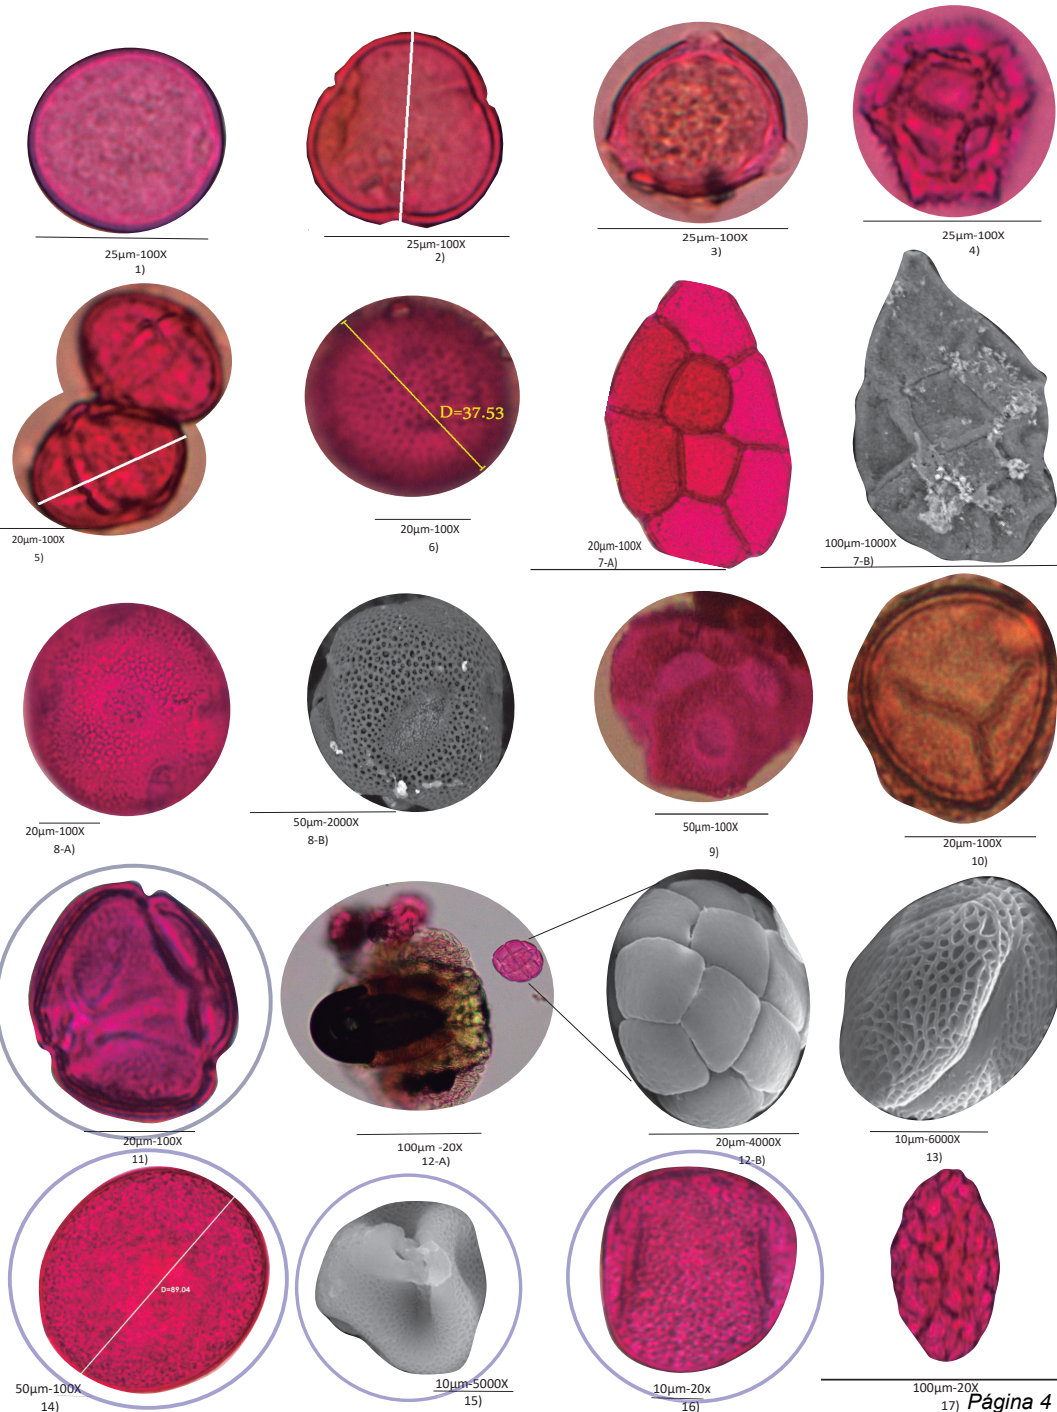 25µm-100X
1)
25µm-100X
2)
25µm-100X
3)
25µm-100X
4)
20µm-100X
5)
D=37.53
20µm-100X
6)
20µm-100X
7-A)
100µm-1000X
7-B)
20µm-100X
8-A)
50µm-2000X
8-B)
50µm-100X
9)
20µm-100X
10)
20µm-100X
11)
100µm -20X
12-A)
20µm-4000X
12-B)
10µm-6000X
13)
D=89.04
50µm-100X
14)
10µm-5000X
15)
10µm-20x
16)
100µm-20X
17)
Página 4